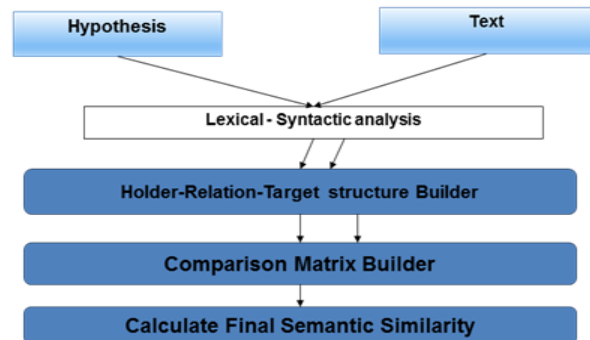 Hypothesis
Text
Lexical - Syntactic analysis
Holder-Relation-Target structure Builder
Comparison Matrix Builder
Calculate Final Semantic Similarity